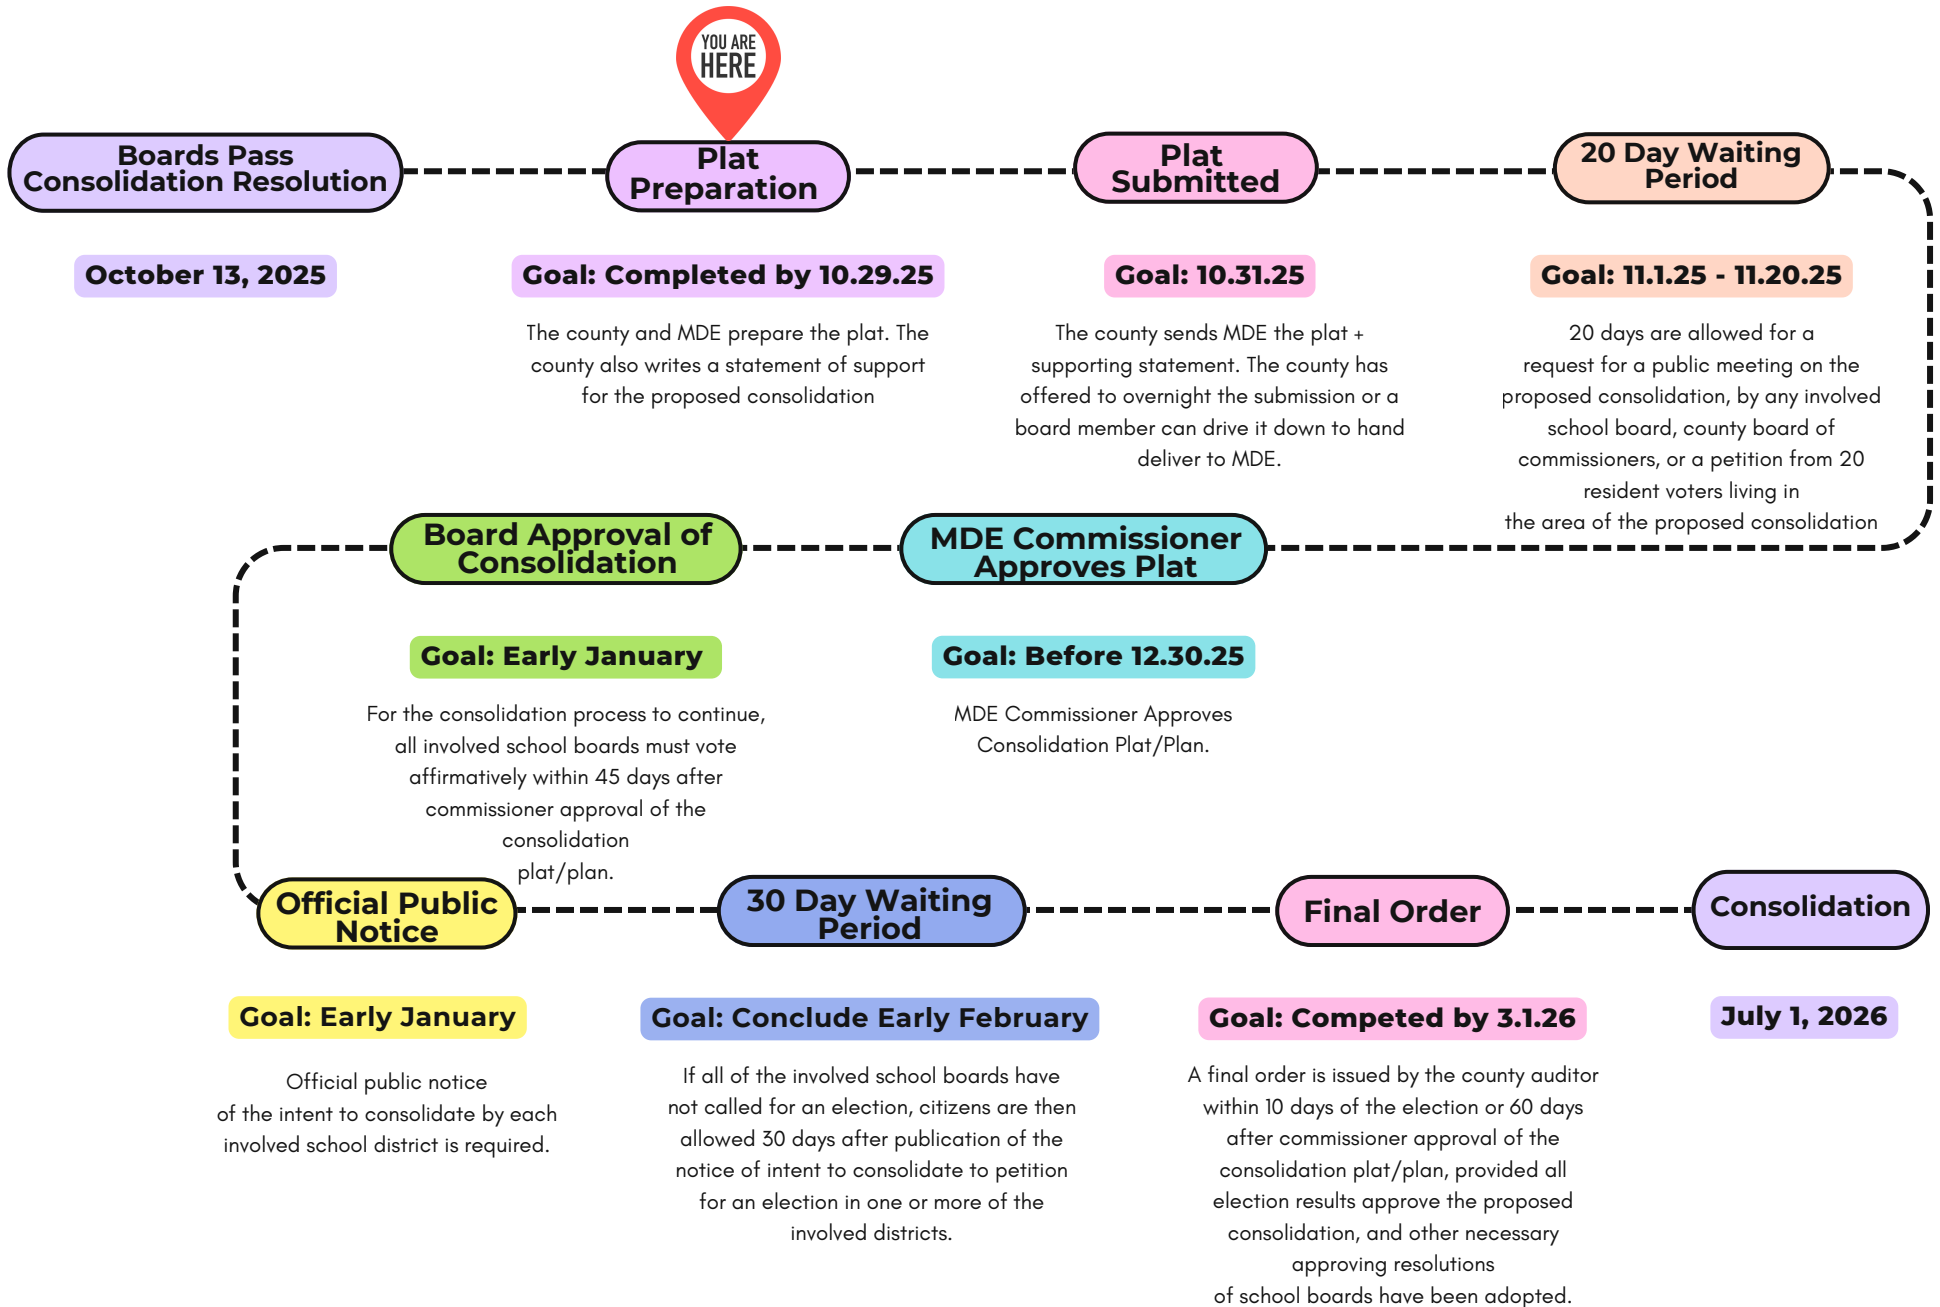 YOU ARE
HERE
Boards Pass
Consolidation Resolution
October 13, 2025
Plat
Preparation
Goal: Completed by 10.29.25
The county and MDE prepare the plat. The
county also writes a statement of support
for the proposed consolidation
Plat
Submitted
Goal: 10.31.25
The county sends MDE the plat +
supporting statement. The county has
offered to overnight the submission or a
board member can drive it down to hand
deliver to MDE.
20 Day Waiting
Period
Goal: 11.1.25 - 11.20.25
20 days are allowed for a
request for a public meeting on the
proposed consolidation, by any involved
school board, county board of
commissioners, or a petition from 20
resident voters living in
the area of the proposed consolidation
MDE Commissioner
Approves Plat
Goal: Before 12.30.25
MDE Commissioner Approves
Consolidation Plat/Plan.
Board Approval of
Consolidation
Goal: Early January
For the consolidation process to continue,
all involved school boards must vote
affirmatively within 45 days after
commissioner approval of the
consolidation
plat/plan.
Official Public
Notice
Goal: Early January
Official public notice
of the intent to consolidate by each
involved school district is required.
30 Day Waiting
Period
Goal: Conclude Early February
If all of the involved school boards have
not called for an election, citizens are then
allowed 30 days after publication of the
notice of intent to consolidate to petition
for an election in one or more of the
involved districts.
Final Order
Goal: Competed by 3.1.26
A final order is issued by the county auditor
within 10 days of the election or 60 days
after commissioner approval of the
consolidation plat/plan, provided all
election results approve the proposed
consolidation, and other necessary
approving resolutions
of school boards have been adopted.
Consolidation
July 1, 2026